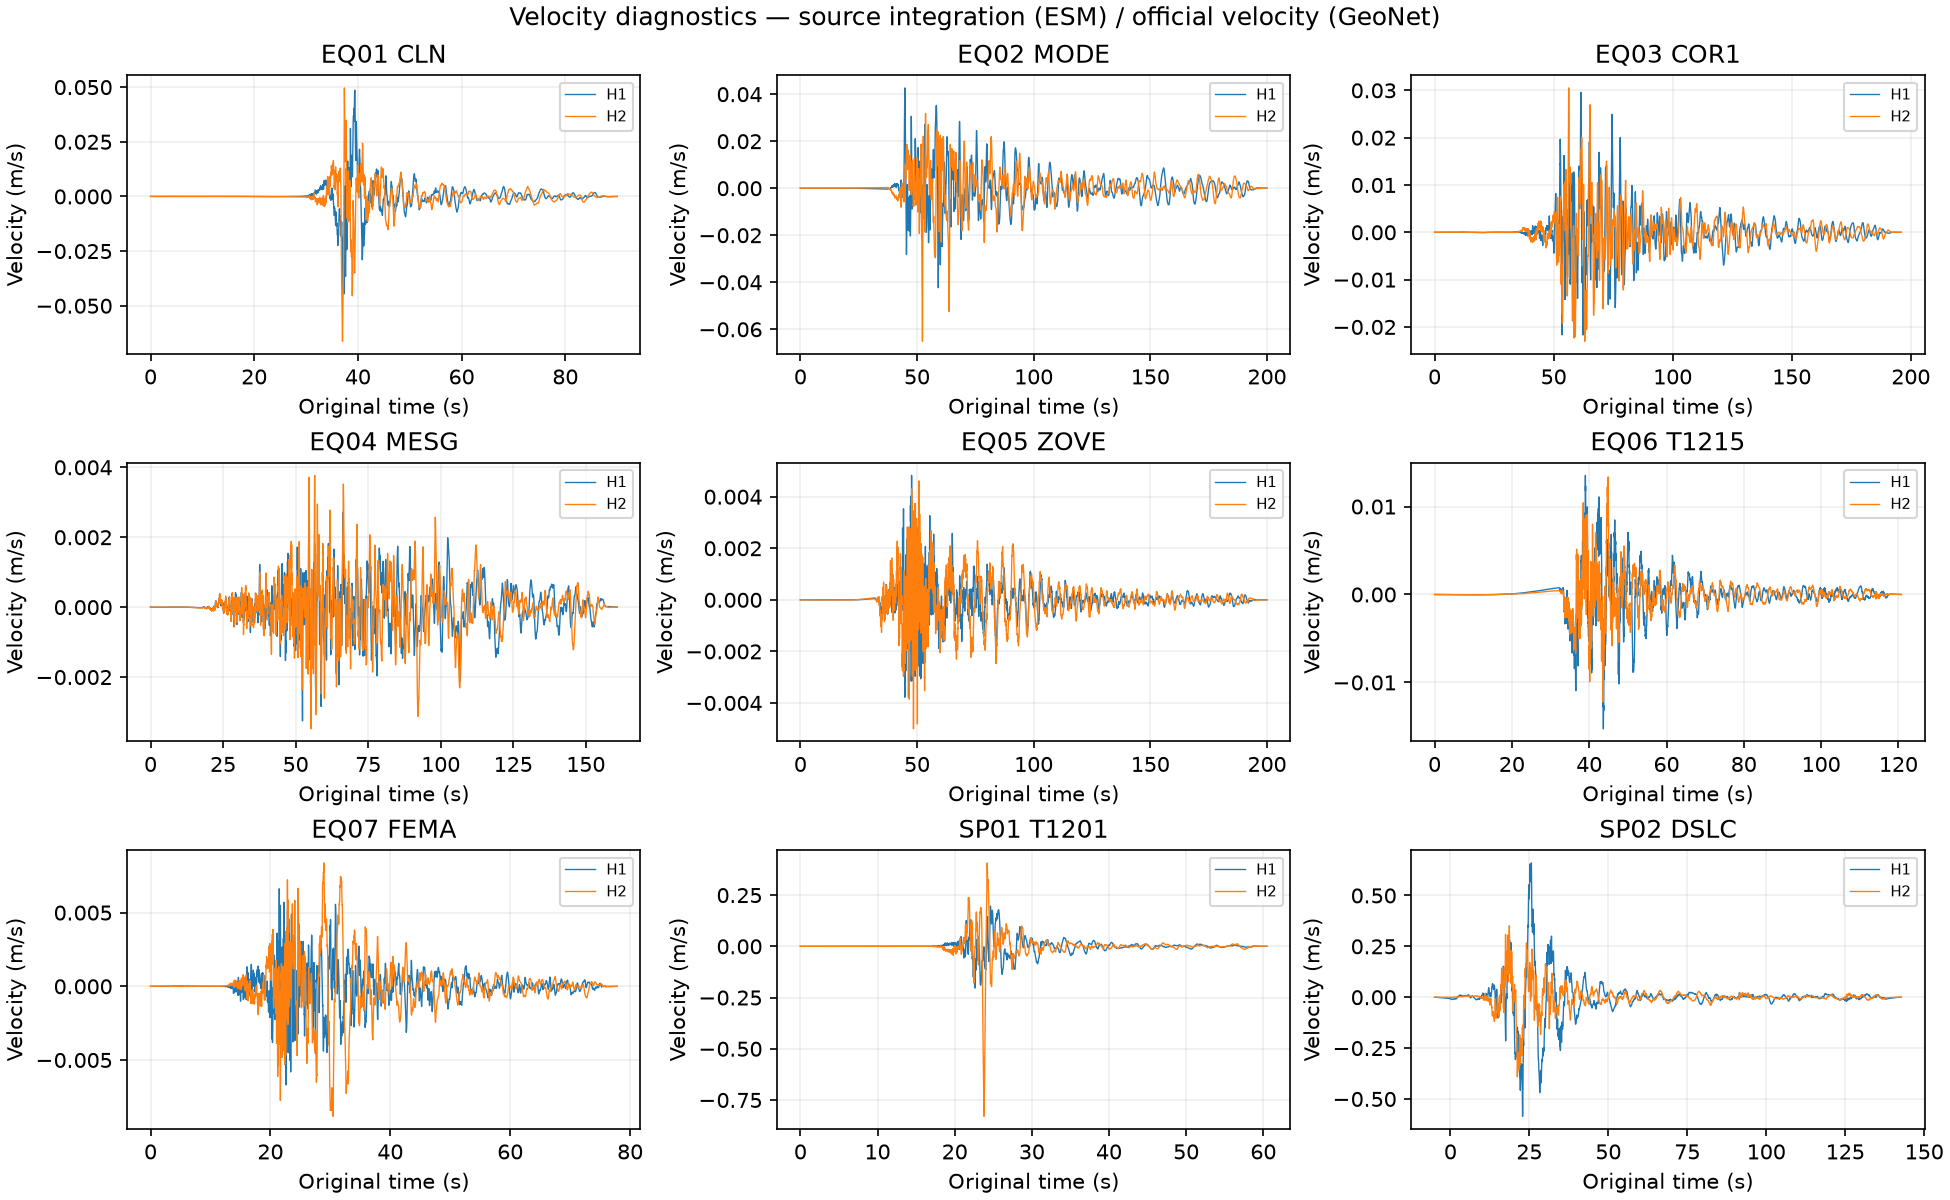 Velocity diagnostics — source integration (ESM) / official velocity (GeoNet)
EQ01 CLN
Velocity (m/s)
0.050
0.025
0.000
−0.025
−0.050
H1
H2
0 20 40 60 80
Original time (s)
EQ02 MODE
Velocity (m/s)
0.04
0.02
0.00
−0.02
−0.04
−0.06
H1
H2
0 50 100 150 200
Original time (s)
EQ03 COR1
Velocity (m/s)
0.03
0.02
0.01
0.00
−0.01
−0.02
H1
H2
0 50 100 150 200
Original time (s)
EQ04 MESG
Velocity (m/s)
0.004
0.002
0.000
−0.002
H1
H2
0 25 50 75 100 125 150
Original time (s)
EQ05 ZOVE
Velocity (m/s)
0.004
0.002
0.000
−0.002
−0.004
H1
H2
0 50 100 150 200
Original time (s)
EQ06 T1215
Velocity (m/s)
0.01
0.00
−0.01
H1
H2
0 20 40 60 80 100 120
Original time (s)
EQ07 FEMA
Velocity (m/s)
0.005
0.000
−0.005
H1
H2
0 20 40 60 80
Original time (s)
SP01 T1201
Velocity (m/s)
0.25
0.00
−0.25
−0.50
−0.75
H1
H2
0 10 20 30 40 50 60
Original time (s)
SP02 DSLC
Velocity (m/s)
0.50
0.25
0.00
−0.25
−0.50
H1
H2
0 25 50 75 100 125 150
Original time (s)